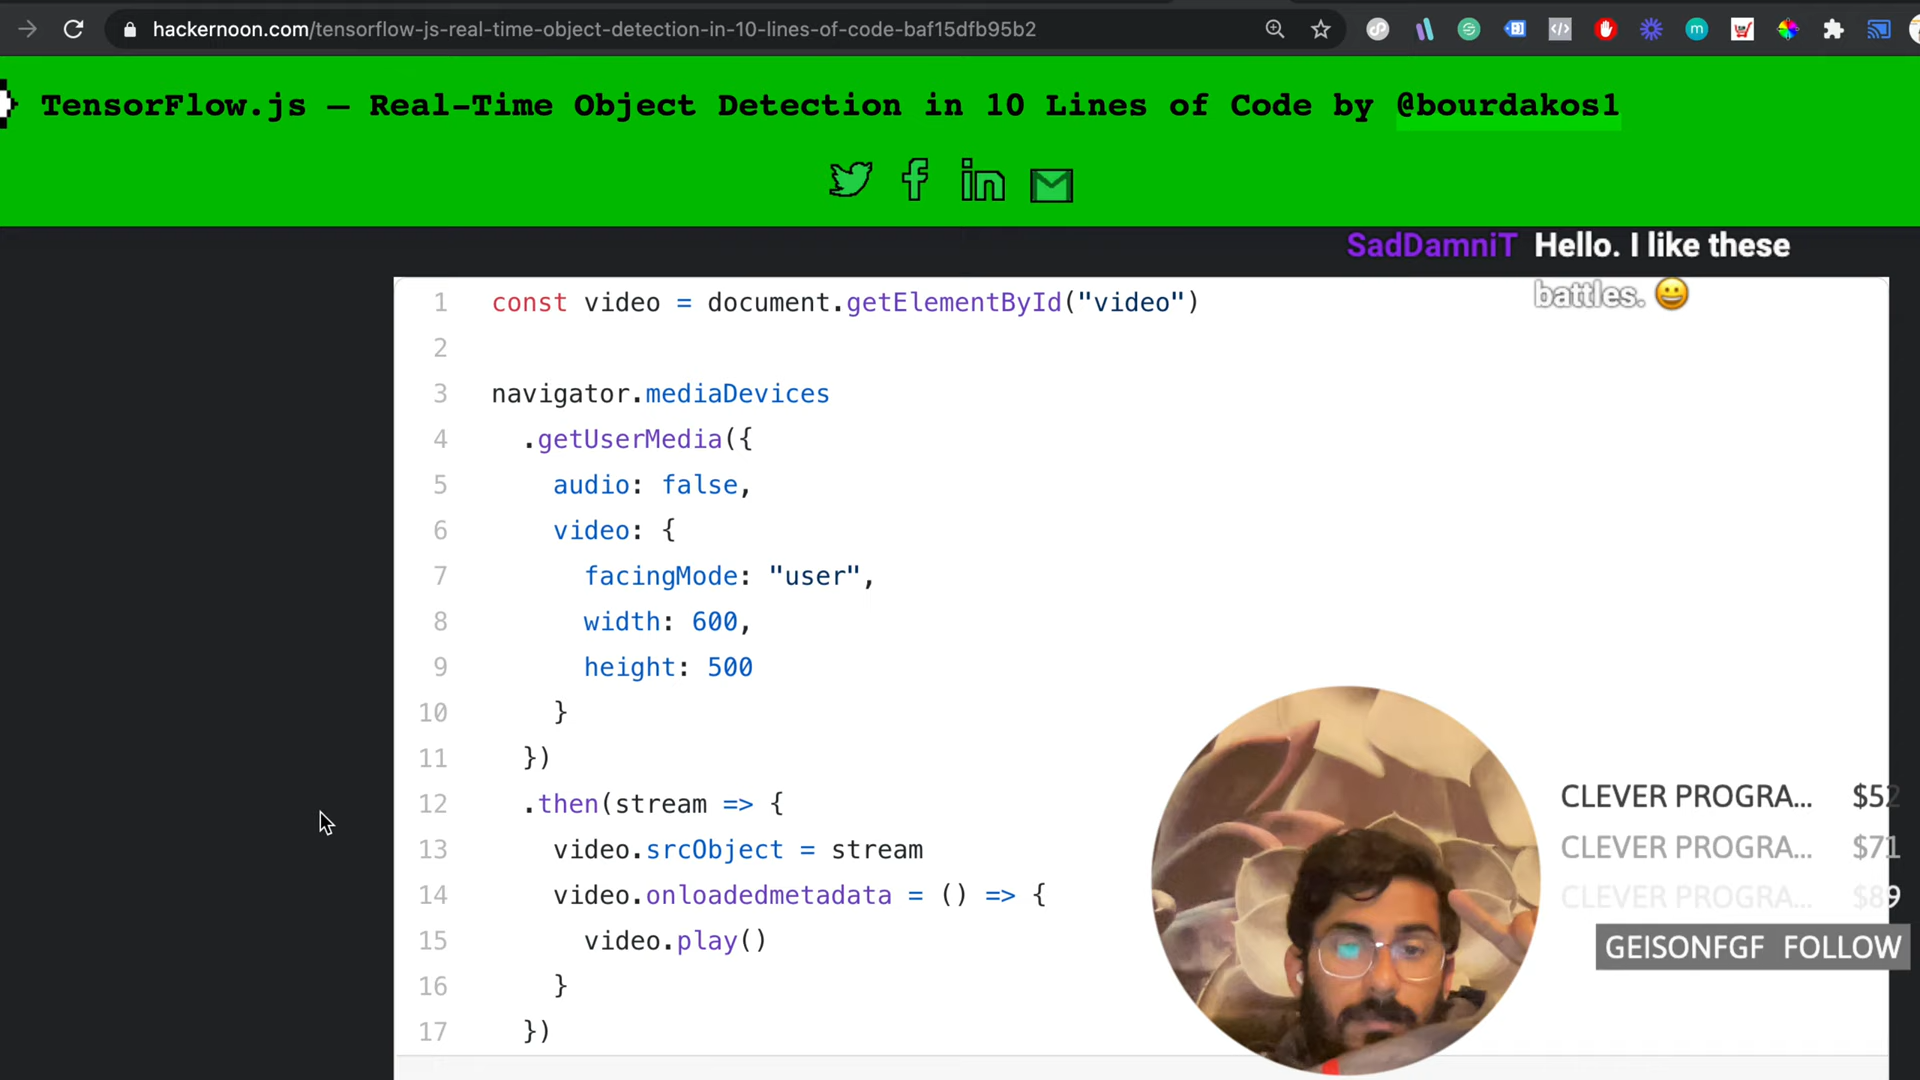 hackernoon.com/tensorflow-js-real-time-object-detection-in-10-lines-of-code-baf15dfb95b2
TensorFlow.js — Real-Time Object Detection in 10 Lines of Code by @bourdakos1
SadDamniT Hello. I like these
battles. 😀
1 const video = document.getElementById("video")
2
3 navigator.mediaDevices
4 .getUserMedia({
5 audio: false,
6 video: {
7 facingMode: "user",
8 width: 600,
9 height: 500
10 }
11 })
12 .then(stream => {
13 video.srcObject = stream
14 video.onloadedmetadata = () => {
15 video.play()
16 }
17 })
CLEVER PROGRA... $52
CLEVER PROGRA... $71
CLEVER PROGRA... $89
GEISONFGF FOLLOW